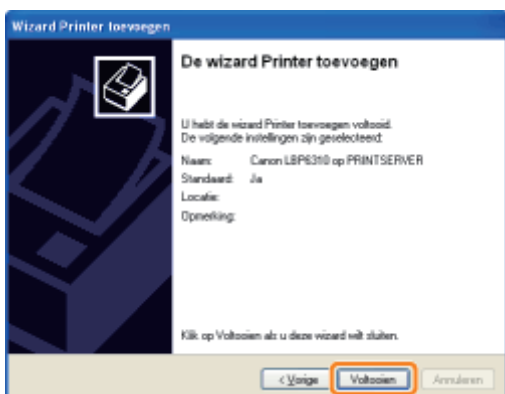 Wizard Printer toevoegen
De wizard Printer toevoegen
U hebt de wizard Printer toevoegen voltooid.
De volgende instellingen zijn geselecteerd:
Naam: Canon LBP6310 op PRINTSERVER
Standaard: Ja
Locatie:
Opmerking:
Klik op Voltooien als u deze wizard wilt sluiten.
< Vorige Voltooien Annuleren